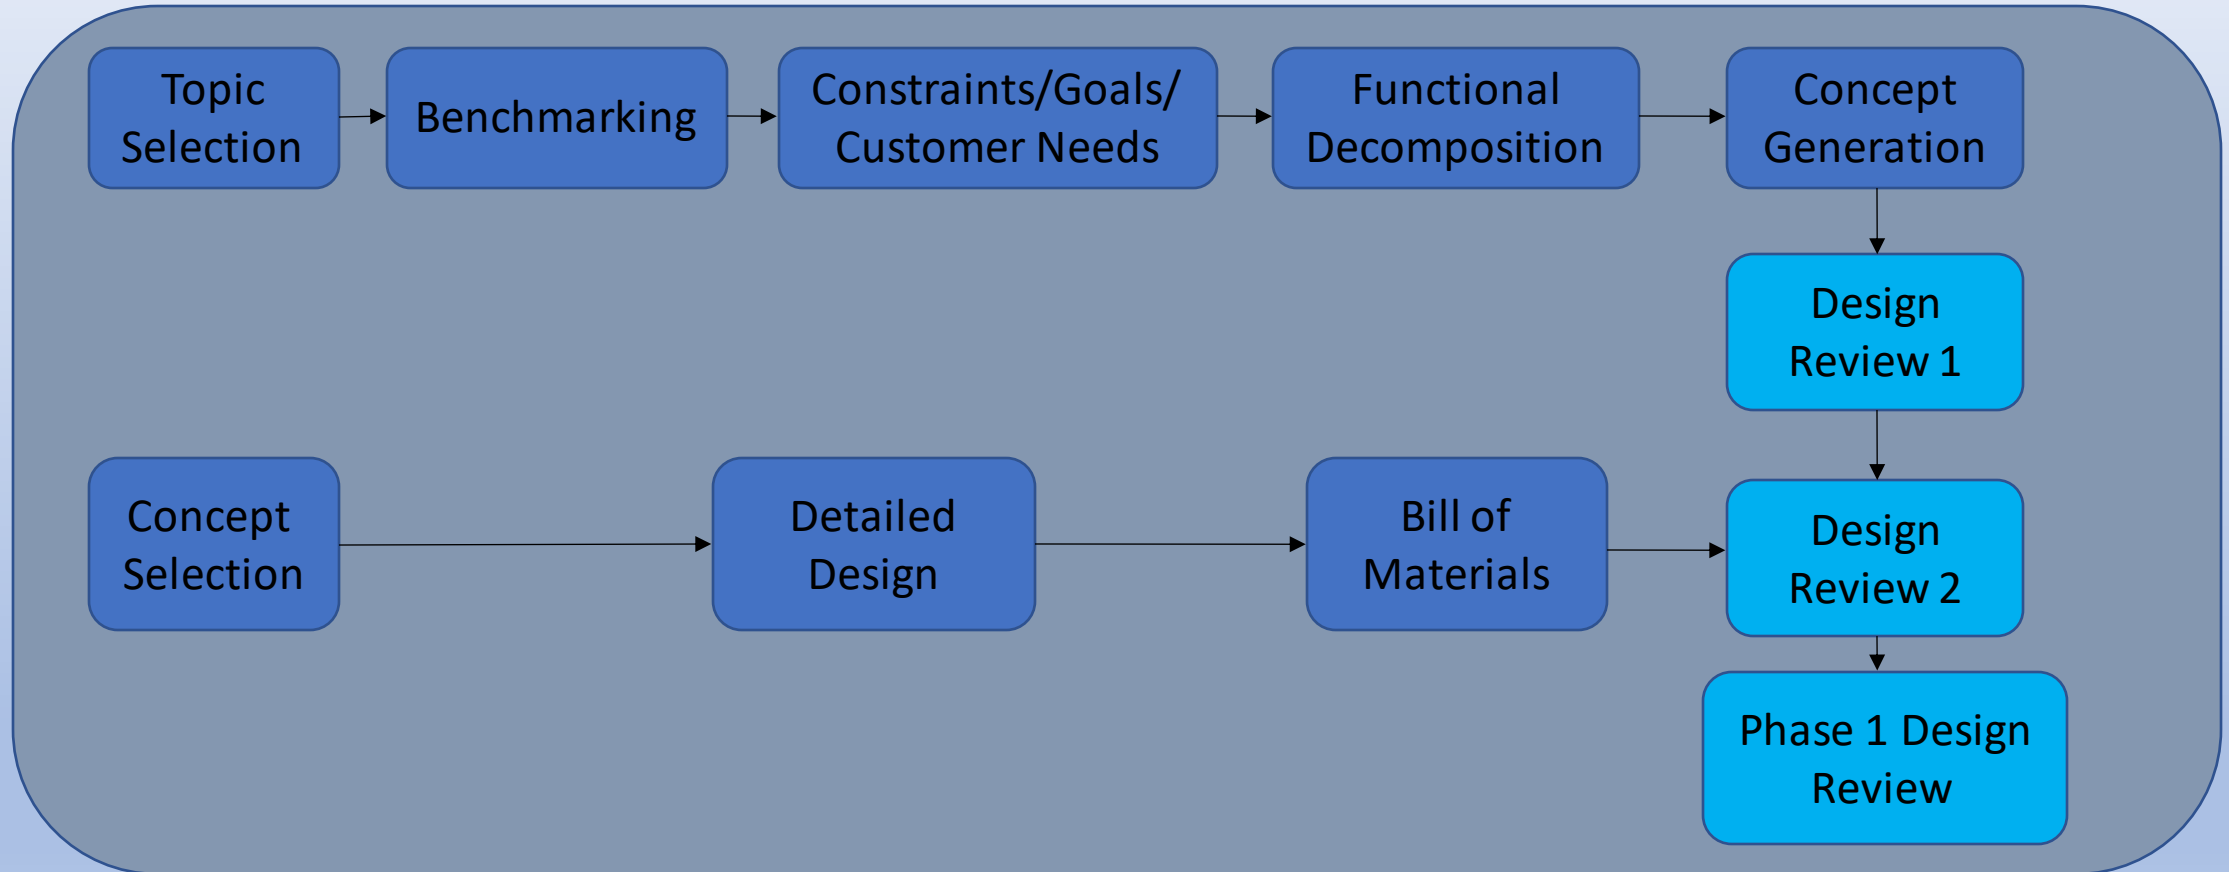 Topic
Selection
Benchmarking
Constraints/Goals/
Customer Needs
Functional
Decomposition
Concept
Generation
Design
Review 1
Concept
Selection
Detailed
Design
Bill of
Materials
Design
Review 2
Phase 1 Design
Review